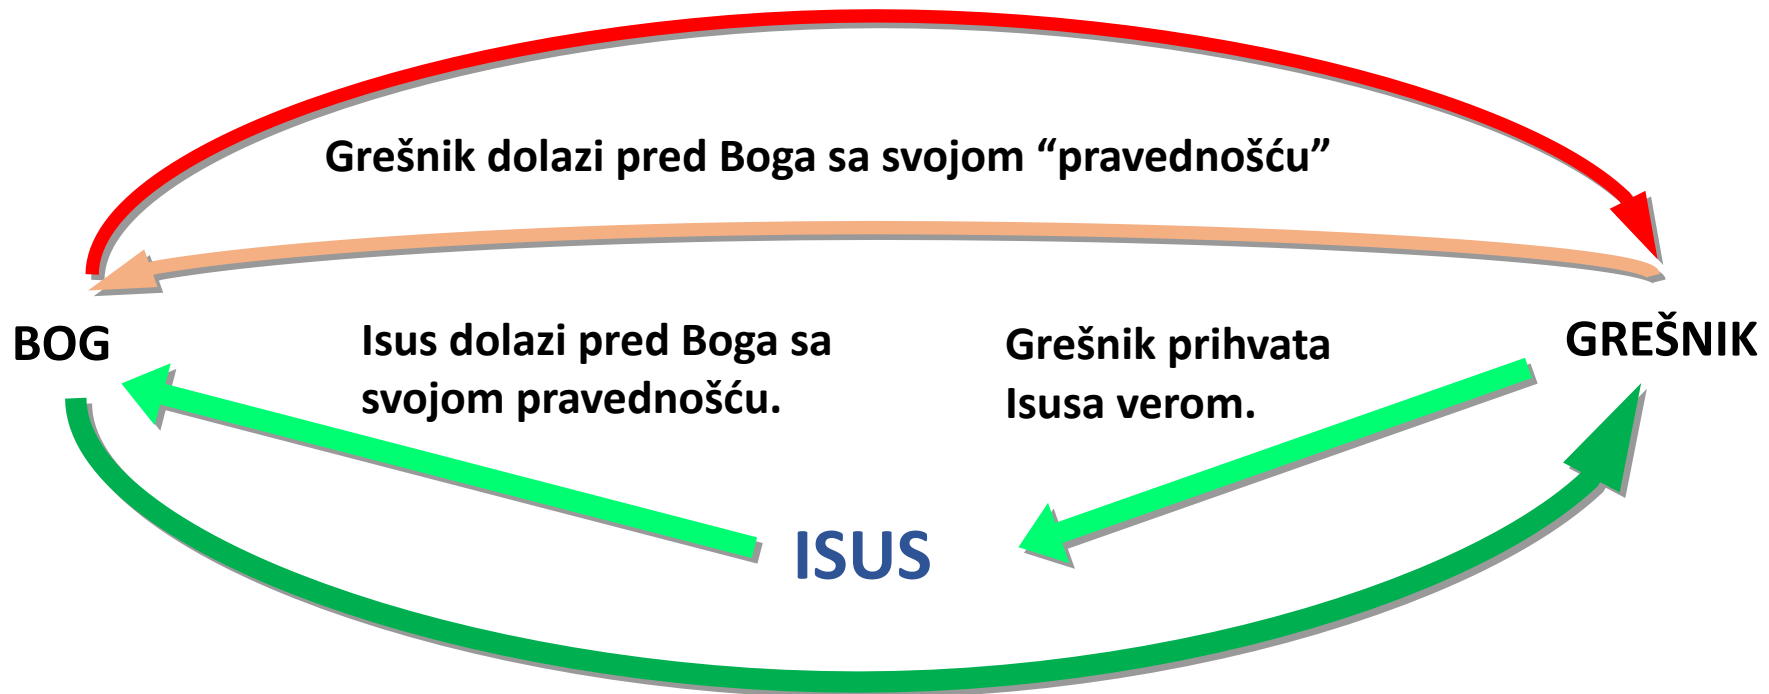 Grešnik dolazi pred Boga sa svojom “pravednošću”
BOG
Isus dolazi pred Boga sa
svojom pravednošću.
Grešnik prihvata
Isusa verom.
GREŠNIK
ISUS